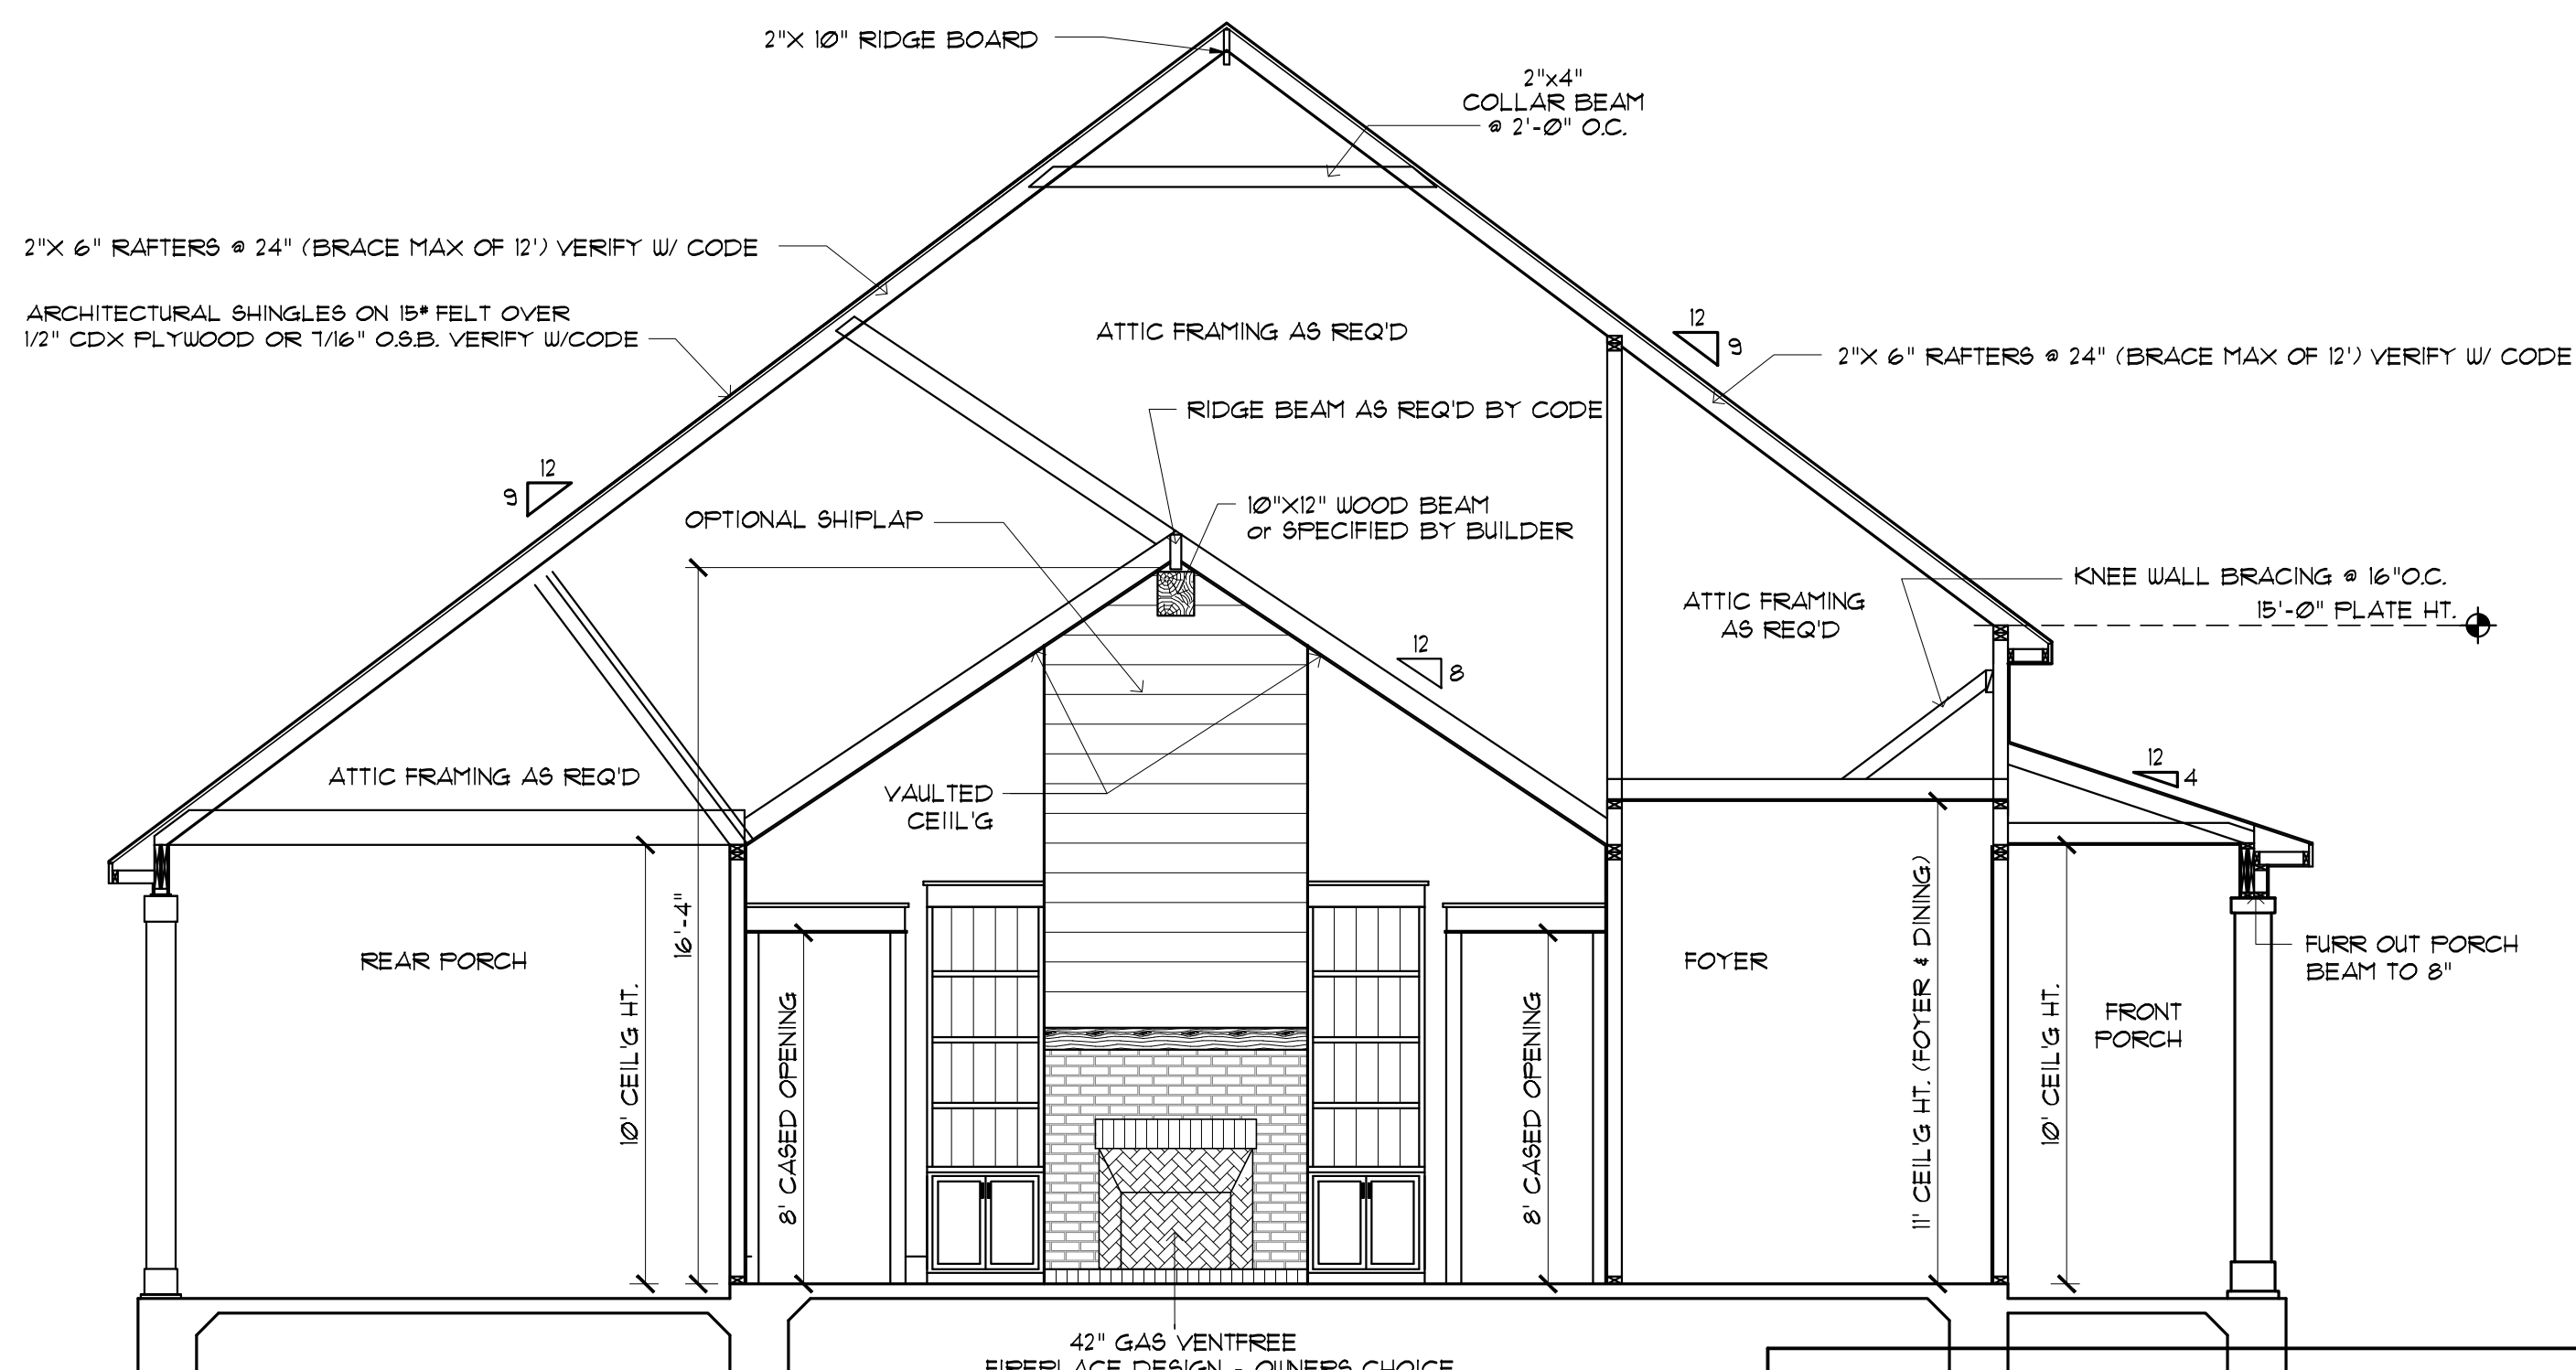 2"X 10" RIDGE BOARD
2"x4"
COLLAR BEAM
@ 2'-0" O.C.
2"X 6" RAFTERS @ 24" (BRACE MAX OF 12') VERIFY W/ CODE
ARCHITECTURAL SHINGLES ON 15# FELT OVER
1/2" CDX PLYWOOD OR 7/16" O.S.B. VERIFY W/CODE
ATTIC FRAMING AS REQ'D
12
9
2"X 6" RAFTERS @ 24" (BRACE MAX OF 12') VERIFY W/ CODE
RIDGE BEAM AS REQ'D BY CODE
12
9
OPTIONAL SHIPLAP
10"X12" WOOD BEAM
or SPECIFIED BY BUILDER
KNEE WALL BRACING @ 16"O.C.
15'-0" PLATE HT.
ATTIC FRAMING
AS REQ'D
12
8
ATTIC FRAMING AS REQ'D
VAULTED
CEIIL'G
12
4
REAR PORCH
10' CEIL'G HT.
16'-4"
8' CASED OPENING
8' CASED OPENING
FOYER
11' CEIL'G HT. (FOYER & DINING)
10' CEIL'G HT.
FRONT
PORCH
FURR OUT PORCH
BEAM TO 8"
42" GAS VENTFREE
FIREPLACE DESIGN - OWNERS CHOICE